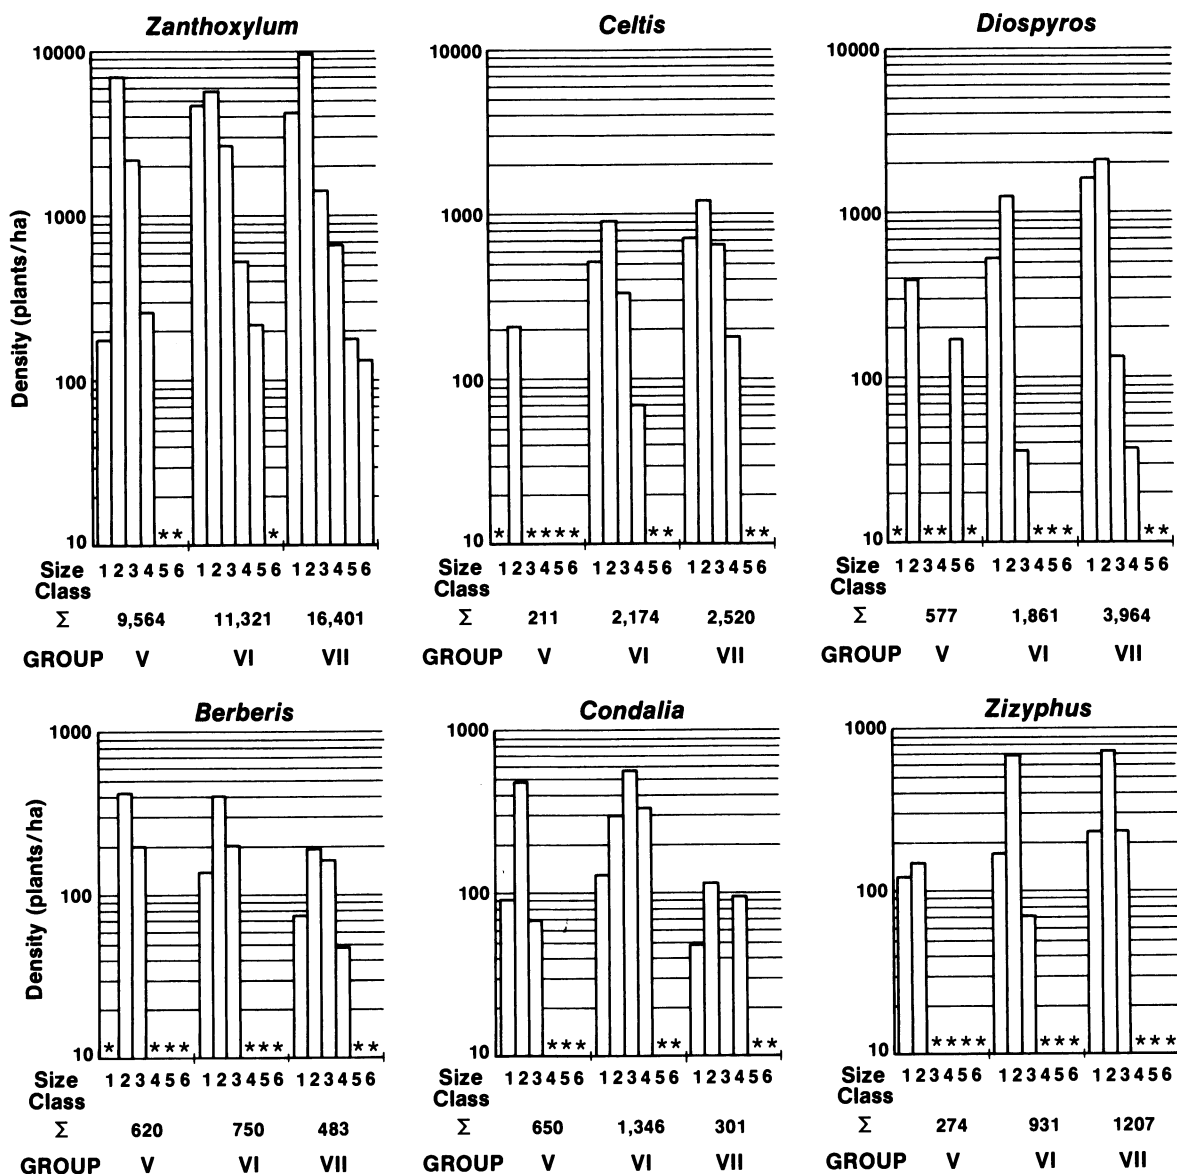 Zanthoxylum
10000
1000
100
10
Density (plants/ha)
* * *
Size Class 1 2 3 4 5 6 1 2 3 4 5 6 1 2 3 4 5 6
Σ 9,564 11,321 16,401
GROUP V VI VII
Celtis
10000
1000
100
10
* * * * * * * * *
Size Class 1 2 3 4 5 6 1 2 3 4 5 6 1 2 3 4 5 6
Σ 211 2,174 2,520
GROUP V VI VII
Diospyros
10000
1000
100
10
* * * * * * * * *
Size Class 1 2 3 4 5 6 1 2 3 4 5 6 1 2 3 4 5 6
Σ 577 1,861 3,964
GROUP V VI VII
Berberis
1000
100
10
Density (plants/ha)
* * * * * * * * *
Size Class 1 2 3 4 5 6 1 2 3 4 5 6 1 2 3 4 5 6
Σ 620 750 483
GROUP V VI VII
Condalia
1000
100
10
* * * * * * *
Size Class 1 2 3 4 5 6 1 2 3 4 5 6 1 2 3 4 5 6
Σ 650 1,346 301
GROUP V VI VII
Zizyphus
1000
100
10
* * * * * * * * * *
Size Class 1 2 3 4 5 6 1 2 3 4 5 6 1 2 3 4 5 6
Σ 274 931 1207
GROUP V VI VII